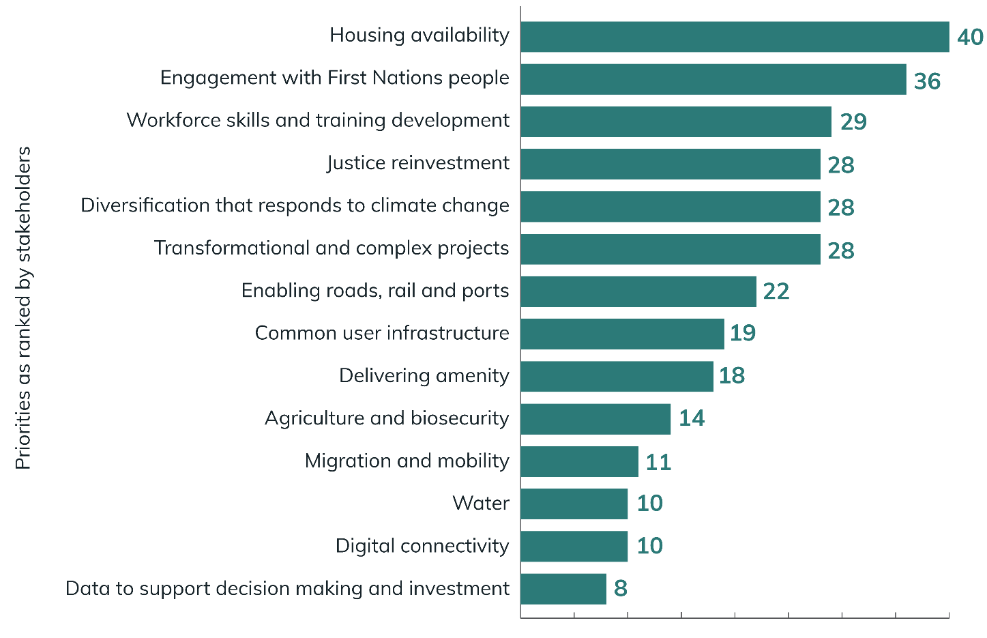 Priorities as ranked by stakeholders
Housing availability 40
Engagement with First Nations people 36
Workforce skills and training development 29
Justice reinvestment 28
Diversification that responds to climate change 28
Transformational and complex projects 28
Enabling roads, rail and ports 22
Common user infrastructure 19
Delivering amenity 18
Agriculture and biosecurity 14
Migration and mobility 11
Water 10
Digital connectivity 10
Data to support decision making and investment 8